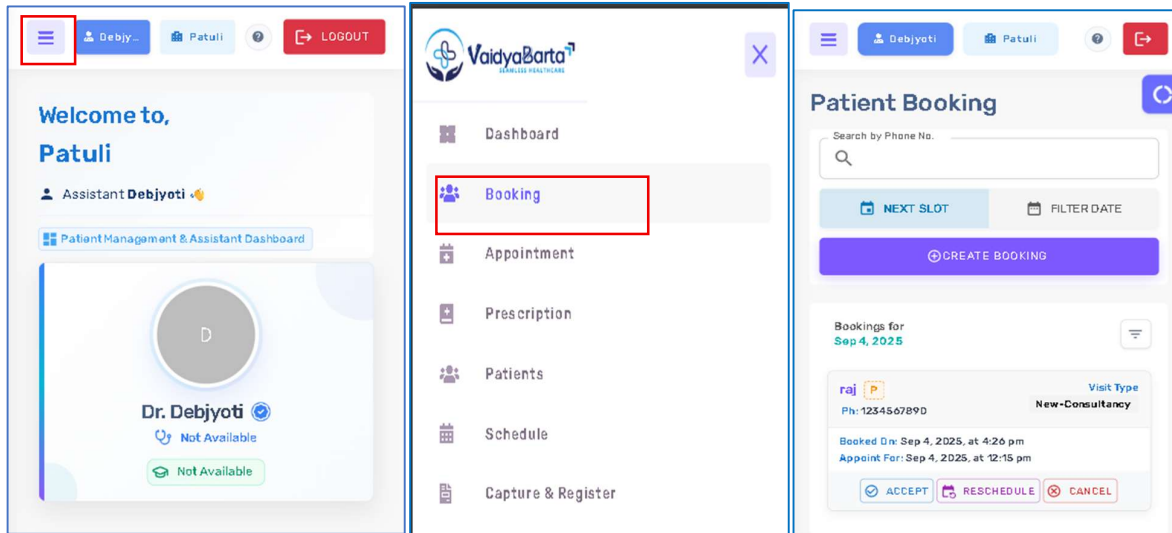 Debjy...
Patuli
LOGOUT
Welcome to,
Patuli
Assistant Debjyoti
Patient Management & Assistant Dashboard
D
Dr. Debjyoti
Not Available
Not Available
VaidyaBarta
SEAMLESS HEALTHCARE
X
Dashboard
Booking
Appointment
Prescription
Patients
Schedule
Capture & Register
Debjyoti
Patuli
Patient Booking
Search by Phone No.
NEXT SLOT
FILTER DATE
CREATE BOOKING
Bookings for
Sep 4, 2025
raj P
Visit Type
Ph: 1234567890
New-Consultancy
Booked On: Sep 4, 2025, at 4:26 pm
Appoint For: Sep 4, 2025, at 12:15 pm
ACCEPT
RESCHEDULE
CANCEL